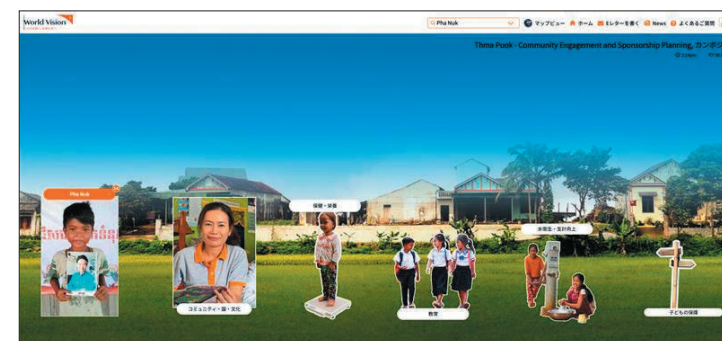 World Vision
Pha Nuk
マップビュー
ホーム
Eレターを書く
News
よくあるご質問
Thma Puok - Community Engagement and Sponsorship Planning, カンボジ
Pha Nuk
保健・栄養
水衛生・生計向上
コミュニティ・国・文化
教育
子どもの保護